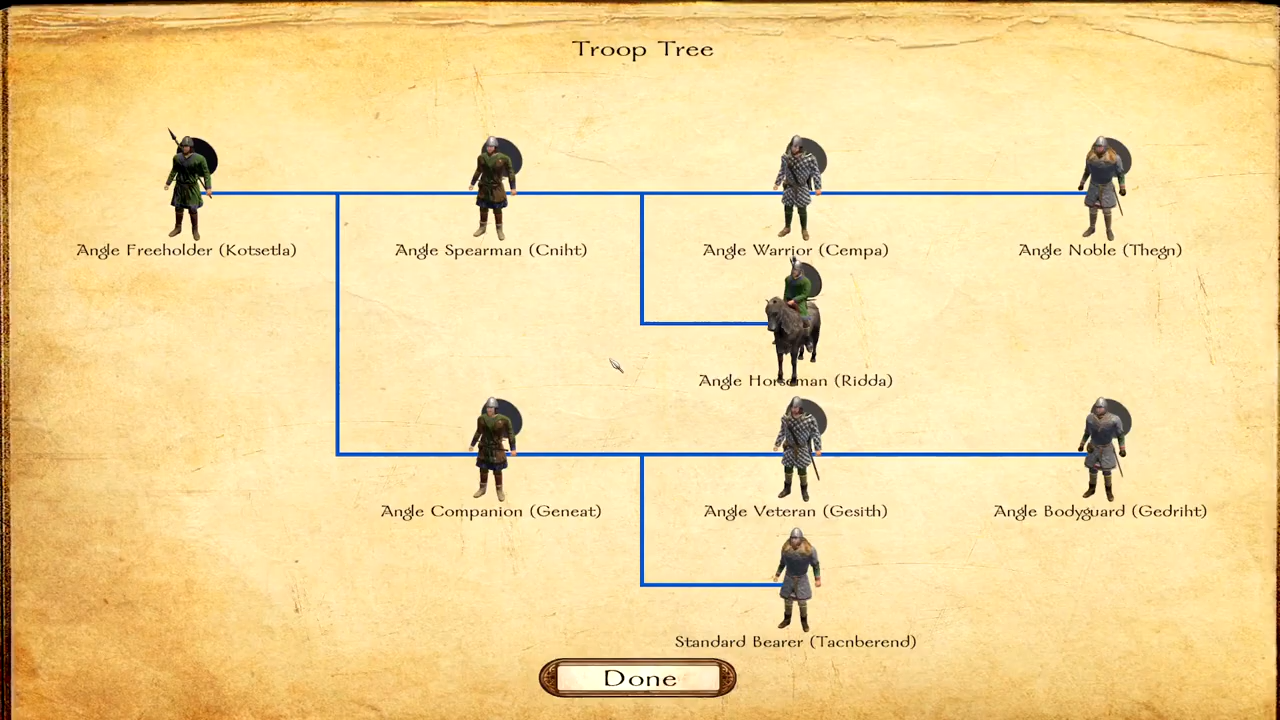 Troop Tree
Angle Freeholder (Kotsetla)
Angle Spearman (Cniht)
Angle Warrior (Cempa)
Angle Noble (Thegn)
Angle Horseman (Ridda)
Angle Companion (Geneat)
Angle Veteran (Gesith)
Angle Bodyguard (Gedriht)
Standard Bearer (Tacnberend)
Done